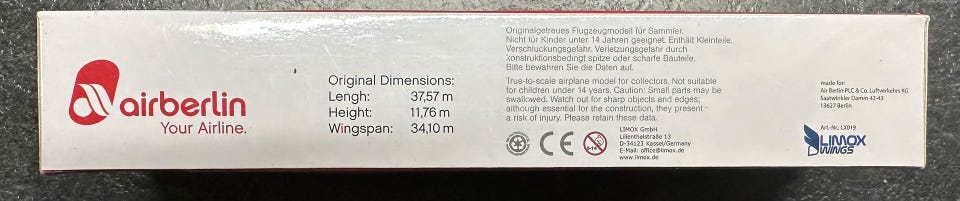 airberlin
Your Airline.
Original Dimensions:
Lengh: 37,57 m
Height: 11,76 m
Wingspan: 34,10 m
Originalgetreues Flugzeugmodell für Sammler.
Nicht für Kinder unter 14 Jahren geeignet. Enthält Kleinteile.
Verschluckungsgefahr. Verletzungsgefahr durch
konstruktionsbedingt spitze oder scharfe Bauteile.
Bitte bewahren Sie die Daten auf.
True-to-scale airplane model for collectors. Not suitable
for children under 14 years. Caution: Small parts may be
swallowed. Watch out for sharp objects and edges;
although essential for the construction, they present
a risk of injury. Please retain these data.
CE
0-14
LIMOX GmbH
Lilienthalstraße 13
D-34123 Kassel/Germany
E-Mail: office@limox.de
www.limox.de
made for:
Air Berlin PLC & Co. Luftverkehrs KG
Saatwinkler Damm 42-43
13627 Berlin
Art.-Nr.: LX019
LIMOX
WINGS